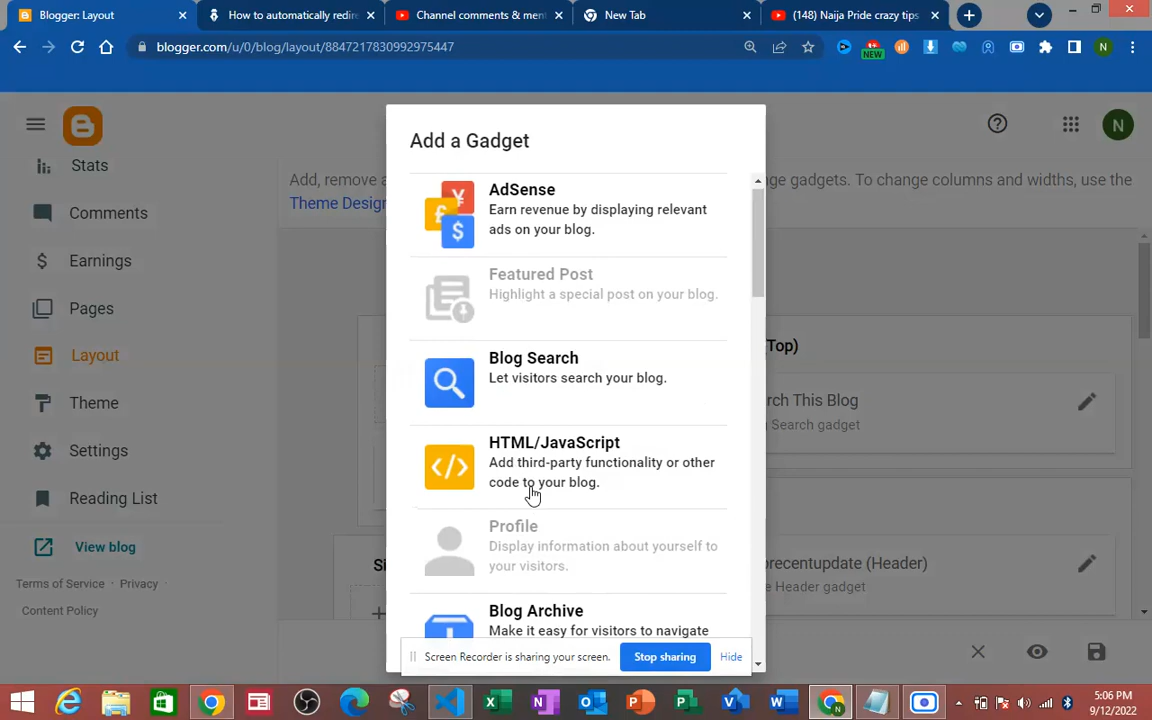 Blogger: Layout
How to automatically redire
Channel comments & ment
New Tab
(148) Naija Pride crazy tips
blogger.com/u/0/blog/layout/8847217830992975447
NEW
N
Add a Gadget
N
Stats
Comments
Earnings
Pages
Layout
Theme
Settings
Reading List
View blog
Terms of Service · Privacy ·
Content Policy
Add, remove a
nge gadgets. To change columns and widths, use the
Theme Design
AdSense
Earn revenue by displaying relevant
ads on your blog.
Featured Post
Highlight a special post on your blog.
Blog Search
Let visitors search your blog.
HTML/JavaScript
Add third-party functionality or other
code to your blog.
Profile
Display information about yourself to
your visitors.
Blog Archive
Make it easy for visitors to navigate
Top)
rch This Blog
Search gadget
Si
precentupdate (Header)
e Header gadget
Screen Recorder is sharing your screen.
Stop sharing
Hide
5:06 PM
9/12/2022